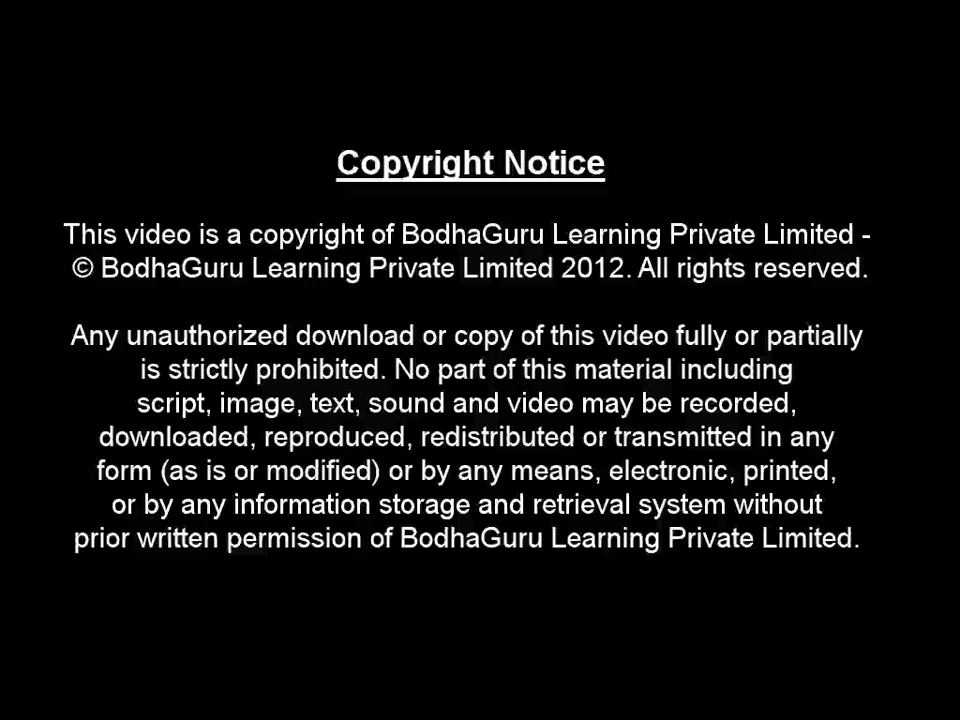 Copyright Notice
This video is a copyright of BodhaGuru Learning Private Limited -
© BodhaGuru Learning Private Limited 2012. All rights reserved.
Any unauthorized download or copy of this video fully or partially
is strictly prohibited. No part of this material including
script, image, text, sound and video may be recorded,
downloaded, reproduced, redistributed or transmitted in any
form (as is or modified) or by any means, electronic, printed,
or by any information storage and retrieval system without
prior written permission of BodhaGuru Learning Private Limited.